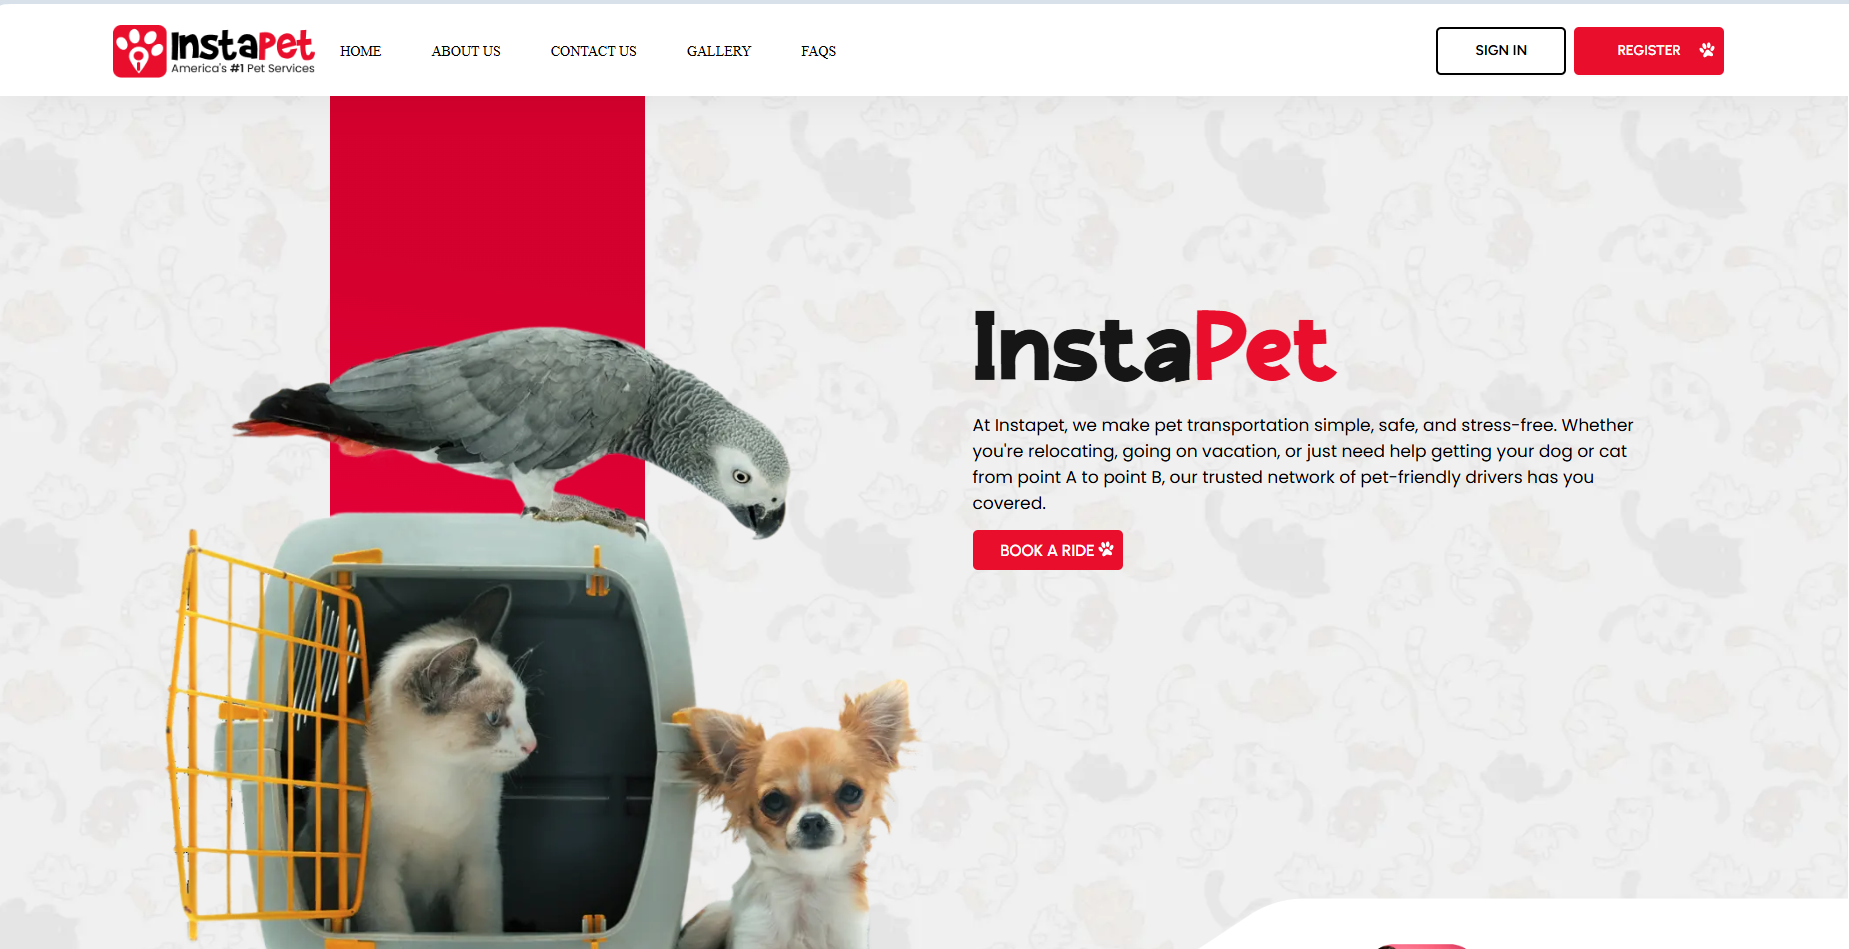 InstaPet
America's #1 Pet Services
HOME
ABOUT US
CONTACT US
GALLERY
FAQS
SIGN IN
REGISTER
InstaPet
At Instapet, we make pet transportation simple, safe, and stress-free. Whether
you're relocating, going on vacation, or just need help getting your dog or cat
from point A to point B, our trusted network of pet-friendly drivers has you
covered.
BOOK A RIDE